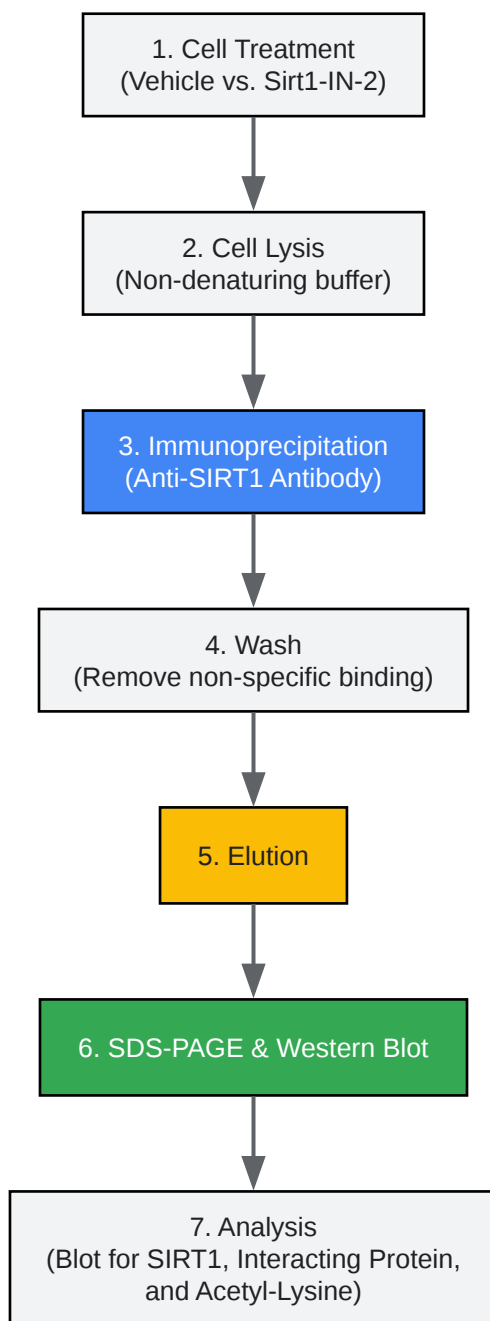 1. Cell Treatment
(Vehicle vs. Sirt1-IN-2)
2. Cell Lysis
(Non-denaturing buffer)
3. Immunoprecipitation
(Anti-SIRT1 Antibody)
4. Wash
(Remove non-specific binding)
5. Elution
6. SDS-PAGE & Western Blot
7. Analysis
(Blot for SIRT1, Interacting Protein,
and Acetyl-Lysine)